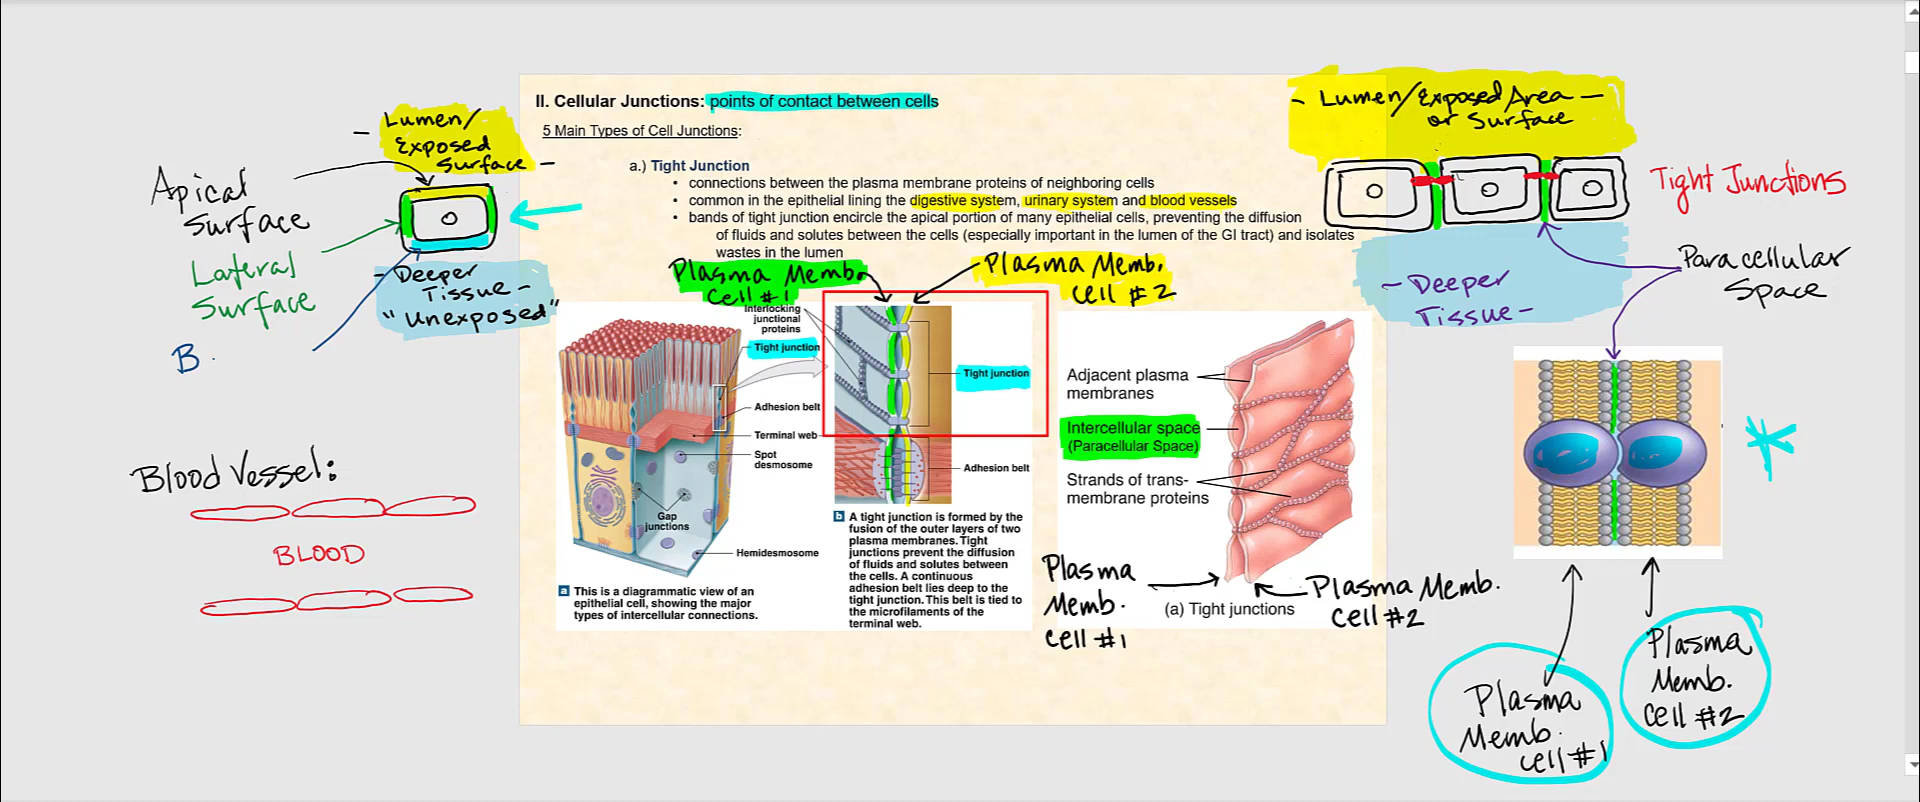 II. Cellular Junctions: points of contact between cells
5 Main Types of Cell Junctions:
a.) Tight Junction
• connections between the plasma membrane proteins of neighboring cells
• common in the epithelial lining the digestive system, urinary system and blood vessels
• bands of tight junction encircle the apical portion of many epithelial cells, preventing the diffusion
of fluids and solutes between the cells (especially important in the lumen of the GI tract) and isolates
wastes in the lumen
- Lumen/
Exposed
Surface -
Apical
Surface
Lateral
Surface
- Deeper
Tissue -
"Unexposed"
B
Blood Vessel:
BLOOD
Plasma Memb.
Cell #1
Plasma Memb.
Cell #2
Interlocking
junctional
proteins
Tight junction
Adhesion belt
Terminal web
Spot
desmosome
Gap
junctions
Hemidesmosome
a This is a diagrammatic view of an
epithelial cell, showing the major
types of intercellular connections.
Tight junction
Adhesion belt
b A tight junction is formed by the
fusion of the outer layers of two
plasma membranes. Tight
junctions prevent the diffusion
of fluids and solutes between
the cells. A continuous
adhesion belt lies deep to the
tight junction. This belt is tied to
the microfilaments of the
terminal web.
Adjacent plasma
membranes
Intercellular space
(Paracellular Space)
Strands of trans-
membrane proteins
(a) Tight junctions
Plasma
Memb.
Cell #1
Plasma Memb.
Cell #2
- Lumen/Exposed Area -
or Surface
Tight Junctions
- Deeper
Tissue -
Paracellular
Space
Plasma
Memb.
Cell #1
Plasma
Memb.
Cell #2